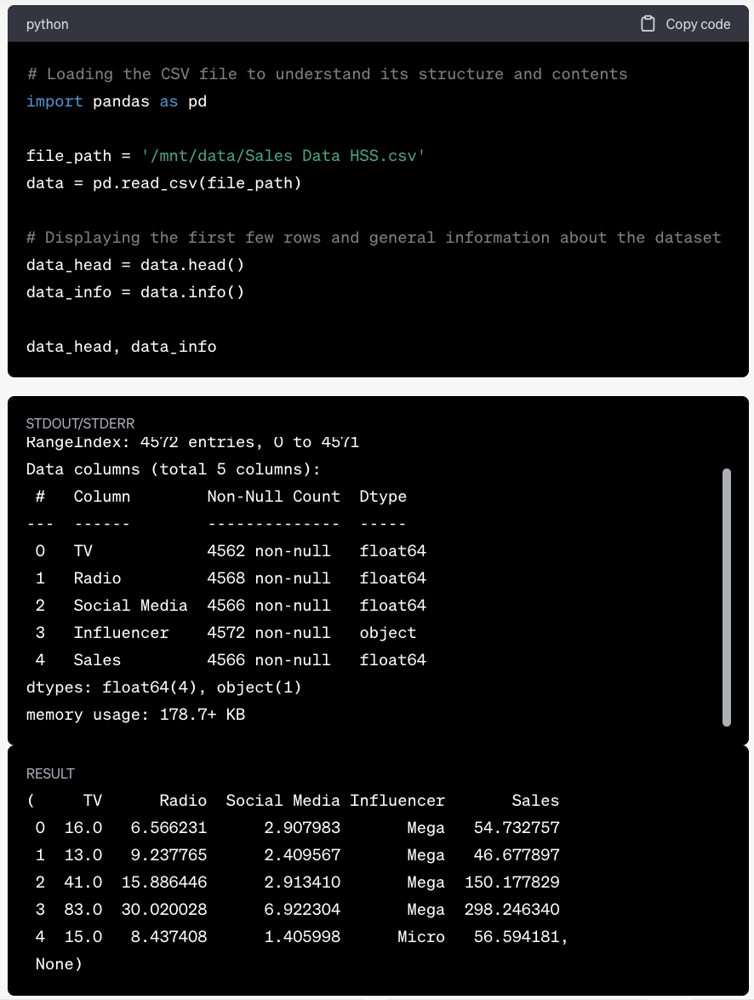 python Copy code
# Loading the CSV file to understand its structure and contents
import pandas as pd
file_path = '/mnt/data/Sales Data HSS.csv'
data = pd.read_csv(file_path)
# Displaying the first few rows and general information about the dataset
data_head = data.head()
data_info = data.info()
data_head, data_info
STDOUT/STDERR
RangeIndex: 4572 entries, 0 to 4571
Data columns (total 5 columns):
 #   Column        Non-Null Count  Dtype
---  ------        --------------  -----
 0   TV            4562 non-null   float64
 1   Radio         4568 non-null   float64
 2   Social Media  4566 non-null   float64
 3   Influencer    4572 non-null   object
 4   Sales         4566 non-null   float64
dtypes: float64(4), object(1)
memory usage: 178.7+ KB
RESULT
(     TV      Radio  Social Media Influencer       Sales
 0  16.0   6.566231      2.907983       Mega   54.732757
 1  13.0   9.237765      2.409567       Mega   46.677897
 2  41.0  15.886446      2.913410       Mega  150.177829
 3  83.0  30.020028      6.922304       Mega  298.246340
 4  15.0   8.437408      1.405998      Micro   56.594181,
 None)